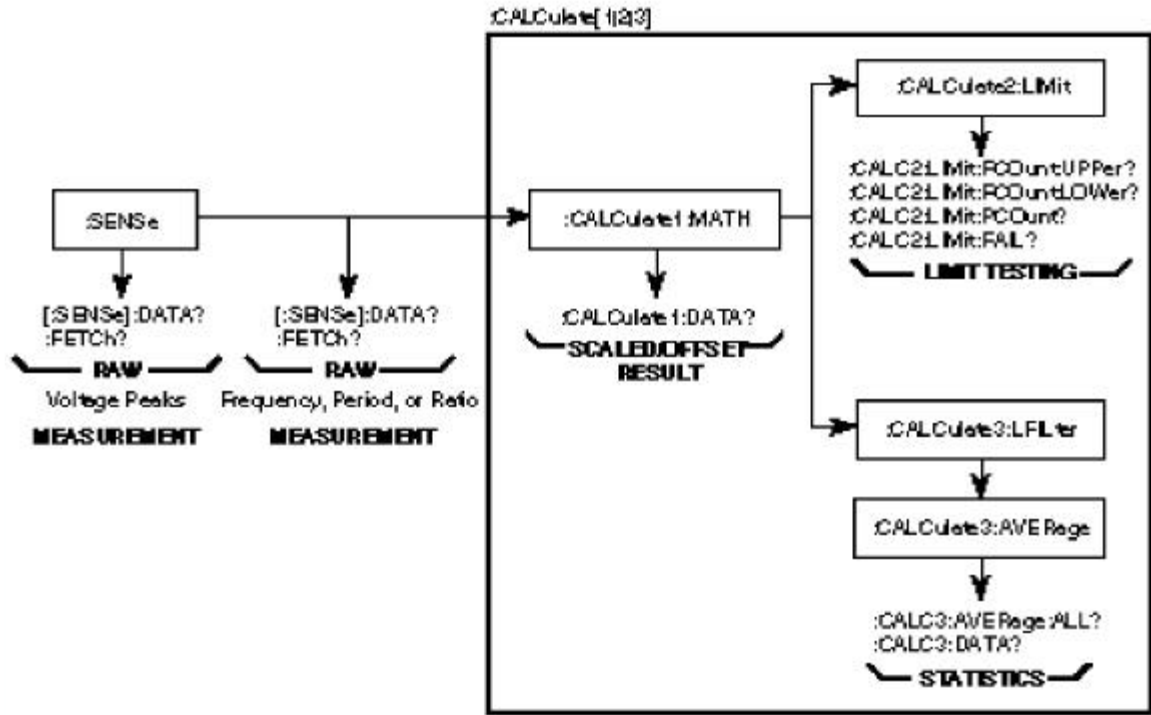 :CALCulate[1|2|3]
:SENSe
[:SENSe]:DATA?
:FETCh?
RAW
Voltage Peaks
MEASUREMENT
[:SENSe]:DATA?
:FETCh?
RAW
Frequency, Period, or Ratio
MEASUREMENT
:CALCulate1:MATH
:CALCulate1:DATA?
SCALED/OFFSET
RESULT
:CALCulate2:LIMit
:CALC2:LIMit:FCOunt:UPPer?
:CALC2:LIMit:FCOunt:LOWer?
:CALC2:LIMit:PCOunt?
:CALC2:LIMit:FAIL?
LIMIT TESTING
:CALCulate3:LFILter
:CALCulate3:AVERage
:CALC3:AVERage:ALL?
:CALC3:DATA?
STATISTICS